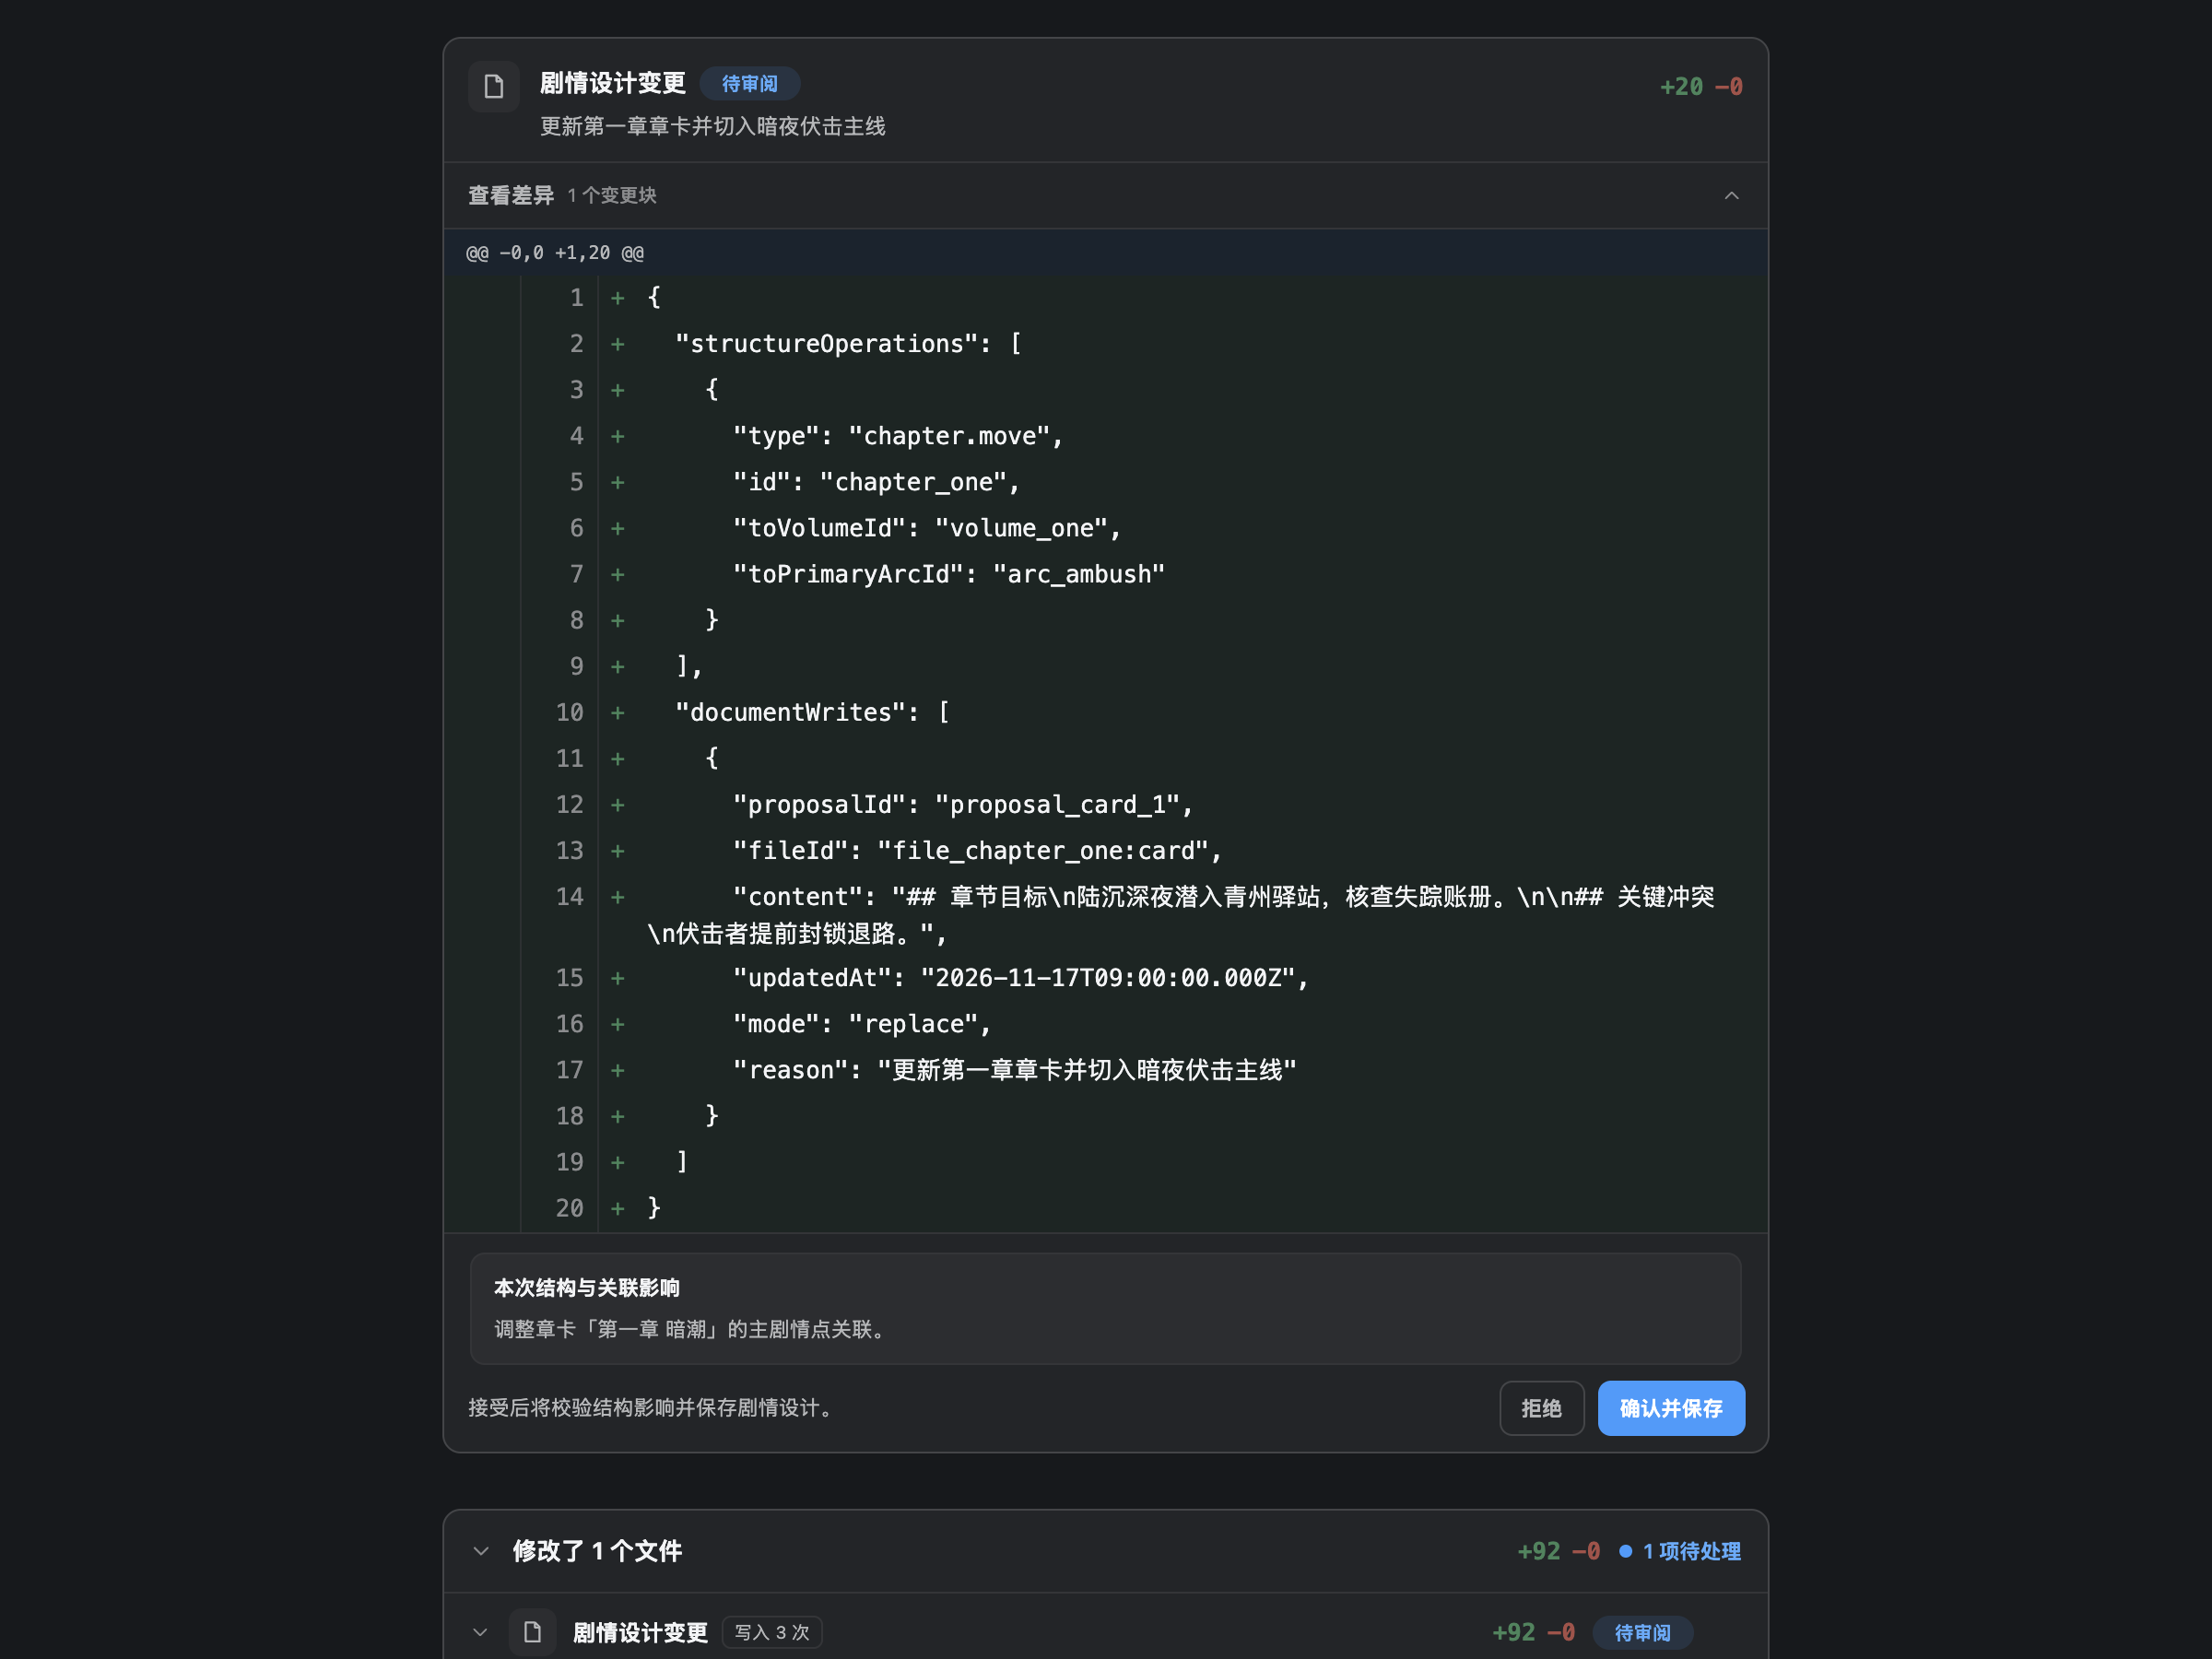 剧情设计变更 待审阅 +20 −0
更新第一章章卡并切入暗夜伏击主线
查看差异 1 个变更块
@@ −0,0 +1,20 @@
1 + {
2 + "structureOperations": [
3 + {
4 + "type": "chapter.move",
5 + "id": "chapter_one",
6 + "toVolumeId": "volume_one",
7 + "toPrimaryArcId": "arc_ambush"
8 + }
9 + ],
10 + "documentWrites": [
11 + {
12 + "proposalId": "proposal_card_1",
13 + "fileId": "file_chapter_one:card",
14 + "content": "## 章节目标\n陆沉深夜潜入青州驿站，核查失踪账册。\n\n## 关键冲突
\n伏击者提前封锁退路。",
15 + "updatedAt": "2026-11-17T09:00:00.000Z",
16 + "mode": "replace",
17 + "reason": "更新第一章章卡并切入暗夜伏击主线"
18 + }
19 + ]
20 + }
本次结构与关联影响
调整章卡「第一章 暗潮」的主剧情点关联。
接受后将校验结构影响并保存剧情设计。 拒绝 确认并保存
修改了 1 个文件 +92 −0 1 项待处理
剧情设计变更 写入 3 次 +92 −0 待审阅